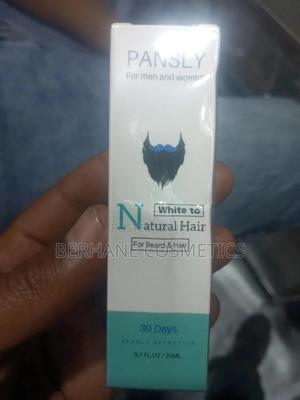 PANSLY
For men and women
White to
Natural Hair
BERHANE COSMETICS
For Beard & Hair
30 Days
0.7 FL.OZ / 20ML